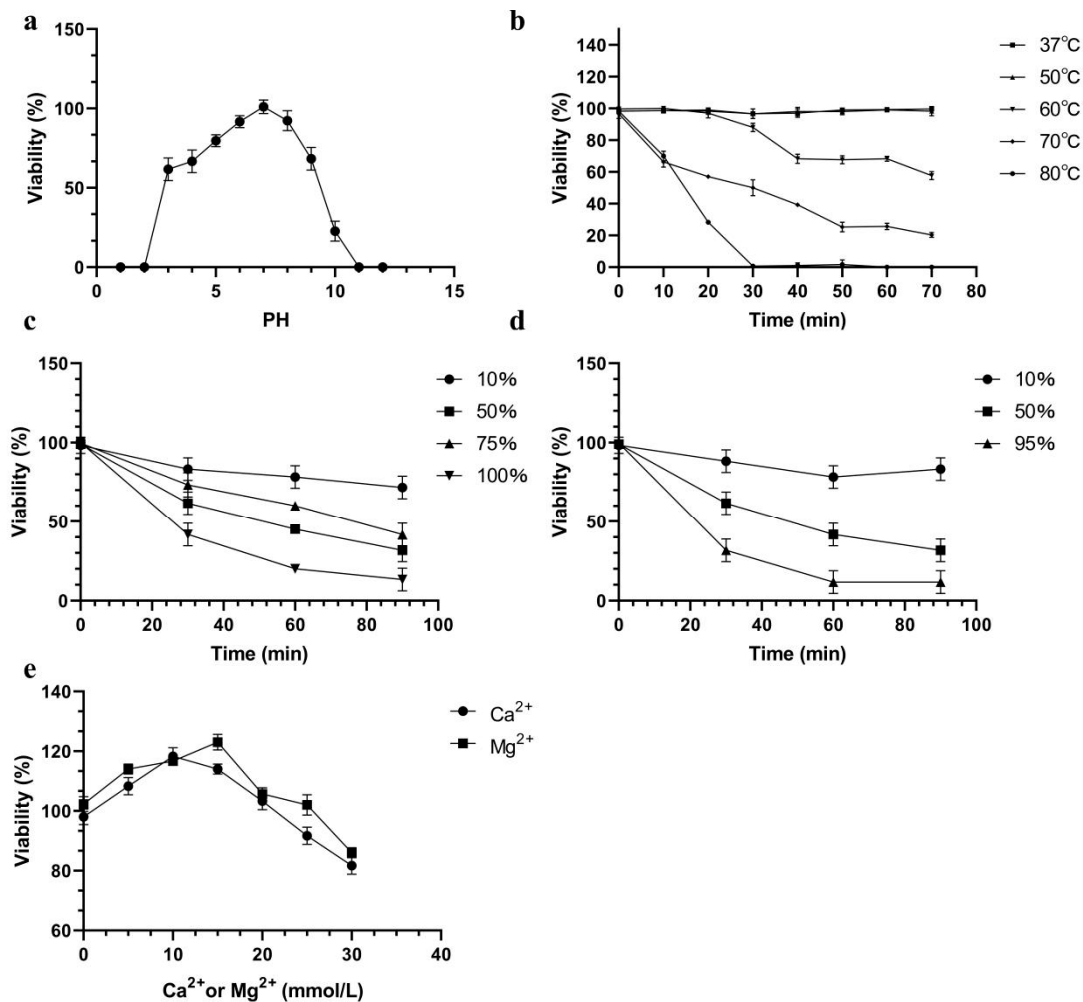 a
Viability (%)
150
100
50
0
0
5
10
15
PH
b
Viability (%)
140
120
100
80
60
40
20
0
0
10
20
30
40
50
60
70
80
Time (min)
37°C
50°C
60°C
70°C
80°C
c
Viability (%)
150
100
50
0
0
20
40
60
80
100
Time (min)
10%
50%
75%
100%
d
Viability (%)
150
100
50
0
0
20
40
60
80
100
Time (min)
10%
50%
95%
e
Viability (%)
140
120
100
80
60
0
10
20
30
40
Ca²⁺or Mg²⁺ (mmol/L)
Ca²⁺
Mg²⁺